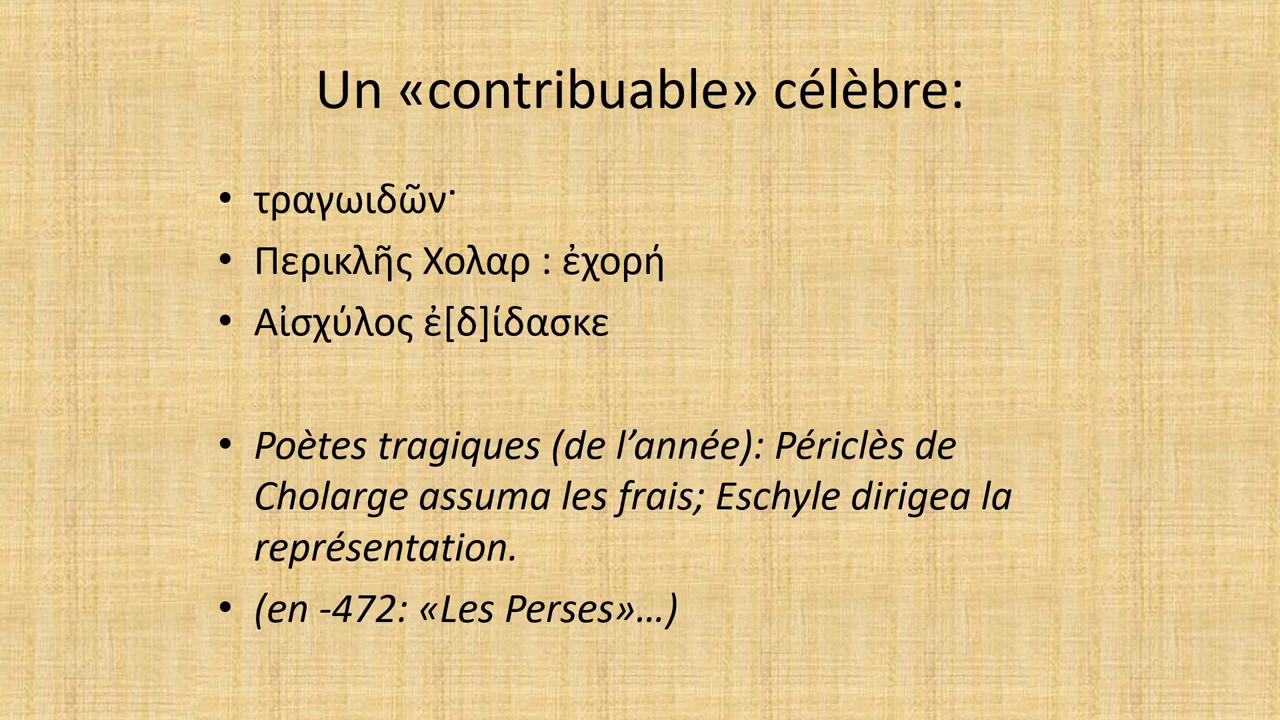 Un «contribuable» célèbre:
• τραγωιδῶν˙
• Περικλῆς Χολαρ : ἐχορή
• Αἰσχύλος ἐ[δ]ίδασκε
• Poètes tragiques (de l’année): Périclès de
Cholarge assuma les frais; Eschyle dirigea la
représentation.
• (en -472: «Les Perses»…)